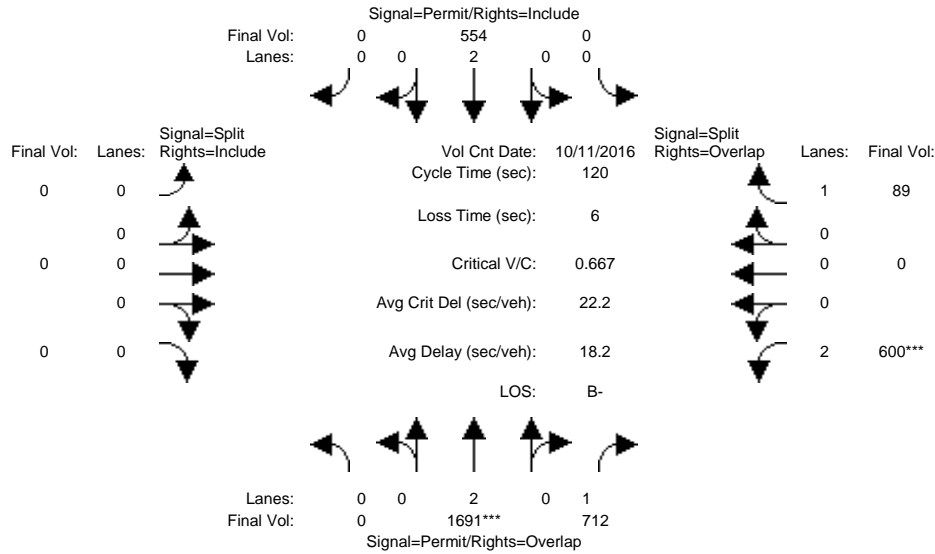 Signal=Permit/Rights=Include
Final Vol: 0 554 0
Lanes: 0 0 2 0 0
Signal=Split
Final Vol: Lanes: Rights=Include
Vol Cnt Date: 10/11/2016
Signal=Split
Rights=Overlap Lanes: Final Vol:
Cycle Time (sec): 120
0 0
1 89
Loss Time (sec): 6
0
0
0 0
Critical V/C: 0.667
0 0
0
Avg Crit Del (sec/veh): 22.2
0
0 0
Avg Delay (sec/veh): 18.2
2 600***
LOS: B-
Lanes: 0 0 2 0 1
Final Vol: 0 1691*** 712
Signal=Permit/Rights=Overlap